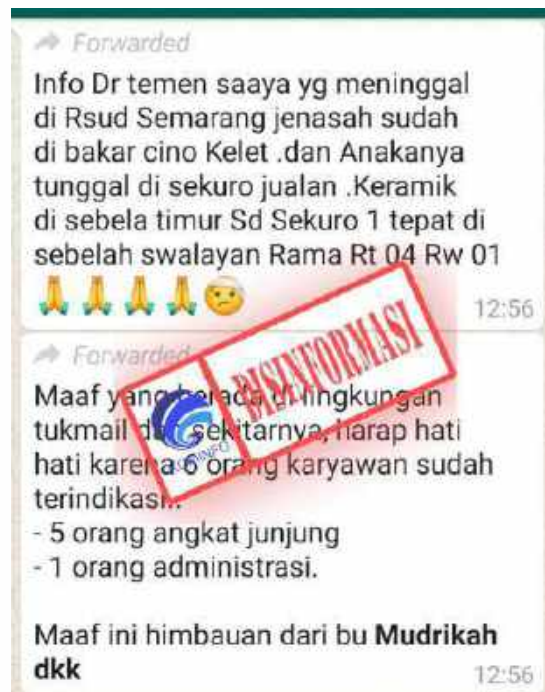 Forwarded
Info Dr temen saaya yg meninggal
di Rsud Semarang jenasah sudah
di bakar cino Kelet .dan Anakanya
tunggal di sekuro jualan .Keramik
di sebela timur Sd Sekuro 1 tepat di
sebelah swalayan Rama Rt 04 Rw 01
12:56
Forwarded
Maaf yang berada di lingkungan
tukmail dan sekitarnya, harap hati
hati karena 6 orang karyawan sudah
terindikasi..
- 5 orang angkat junjung
- 1 orang administrasi.
Maaf ini himbauan dari bu Mudrikah
dkk
12:56
KOMINFO
DISINFORMASI